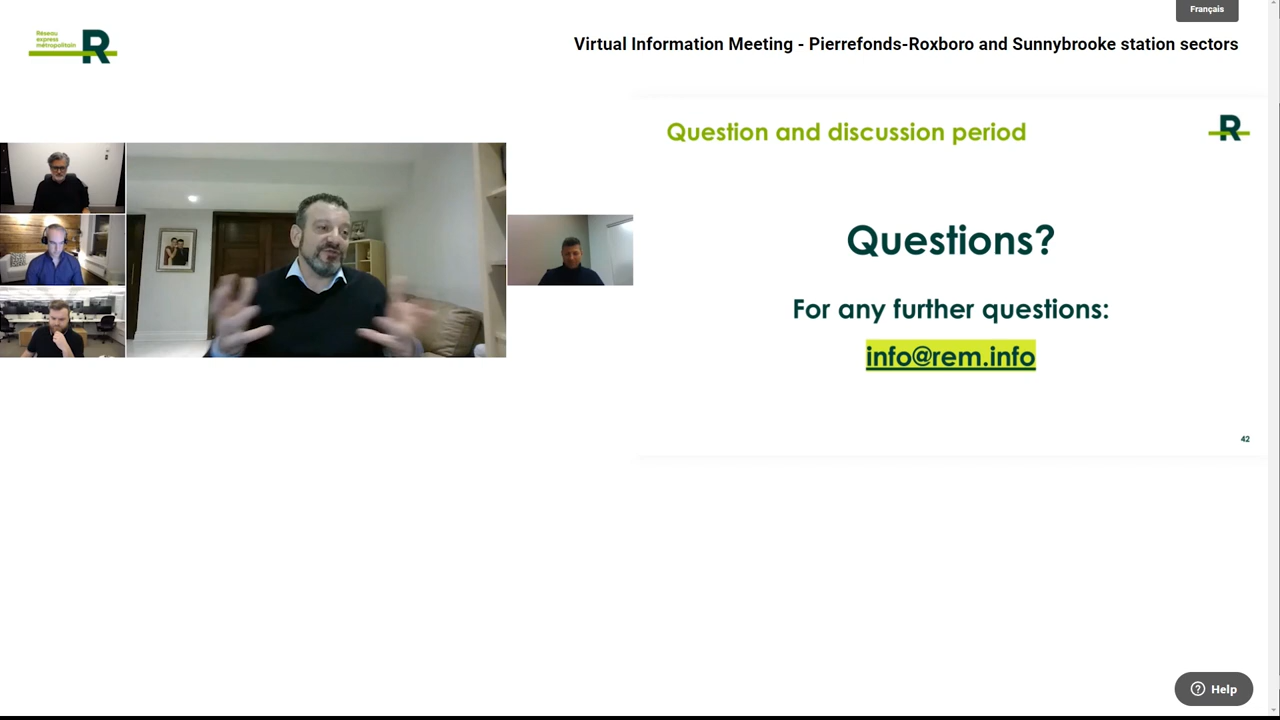 Français
Réseau
express
métropolitain
R
Virtual Information Meeting - Pierrefonds-Roxboro and Sunnybrooke station sectors
Question and discussion period
R
Questions?
For any further questions:
info@rem.info
42
Help